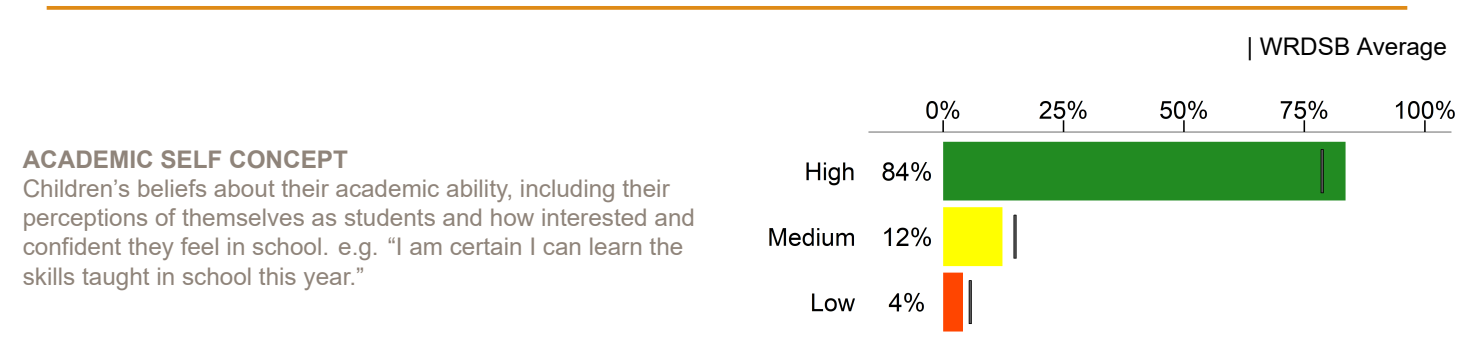 | WRDSB Average
0% 25% 50% 75% 100%
ACADEMIC SELF CONCEPT
Children’s beliefs about their academic ability, including their
perceptions of themselves as students and how interested and
confident they feel in school. e.g. “I am certain I can learn the
skills taught in school this year.”
High 84%
Medium 12%
Low 4%